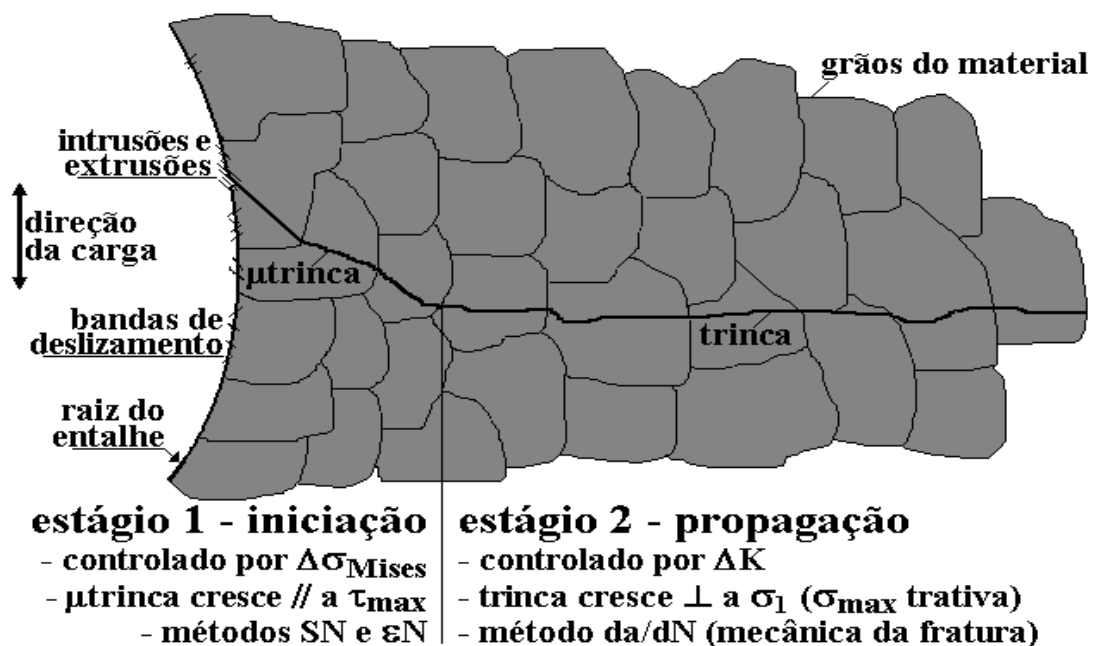 grãos do material
intrusões e
extrusões
direção
da carga
μtrinca
bandas de
deslizamento
trinca
raiz do
entalhe
estágio 1 - iniciação
- controlado por ΔσMises
- μtrinca cresce // a τmax
- métodos SN e εN
estágio 2 - propagação
- controlado por ΔK
- trinca cresce ⊥ a σ1 (σmax trativa)
- método da/dN (mecânica da fratura)